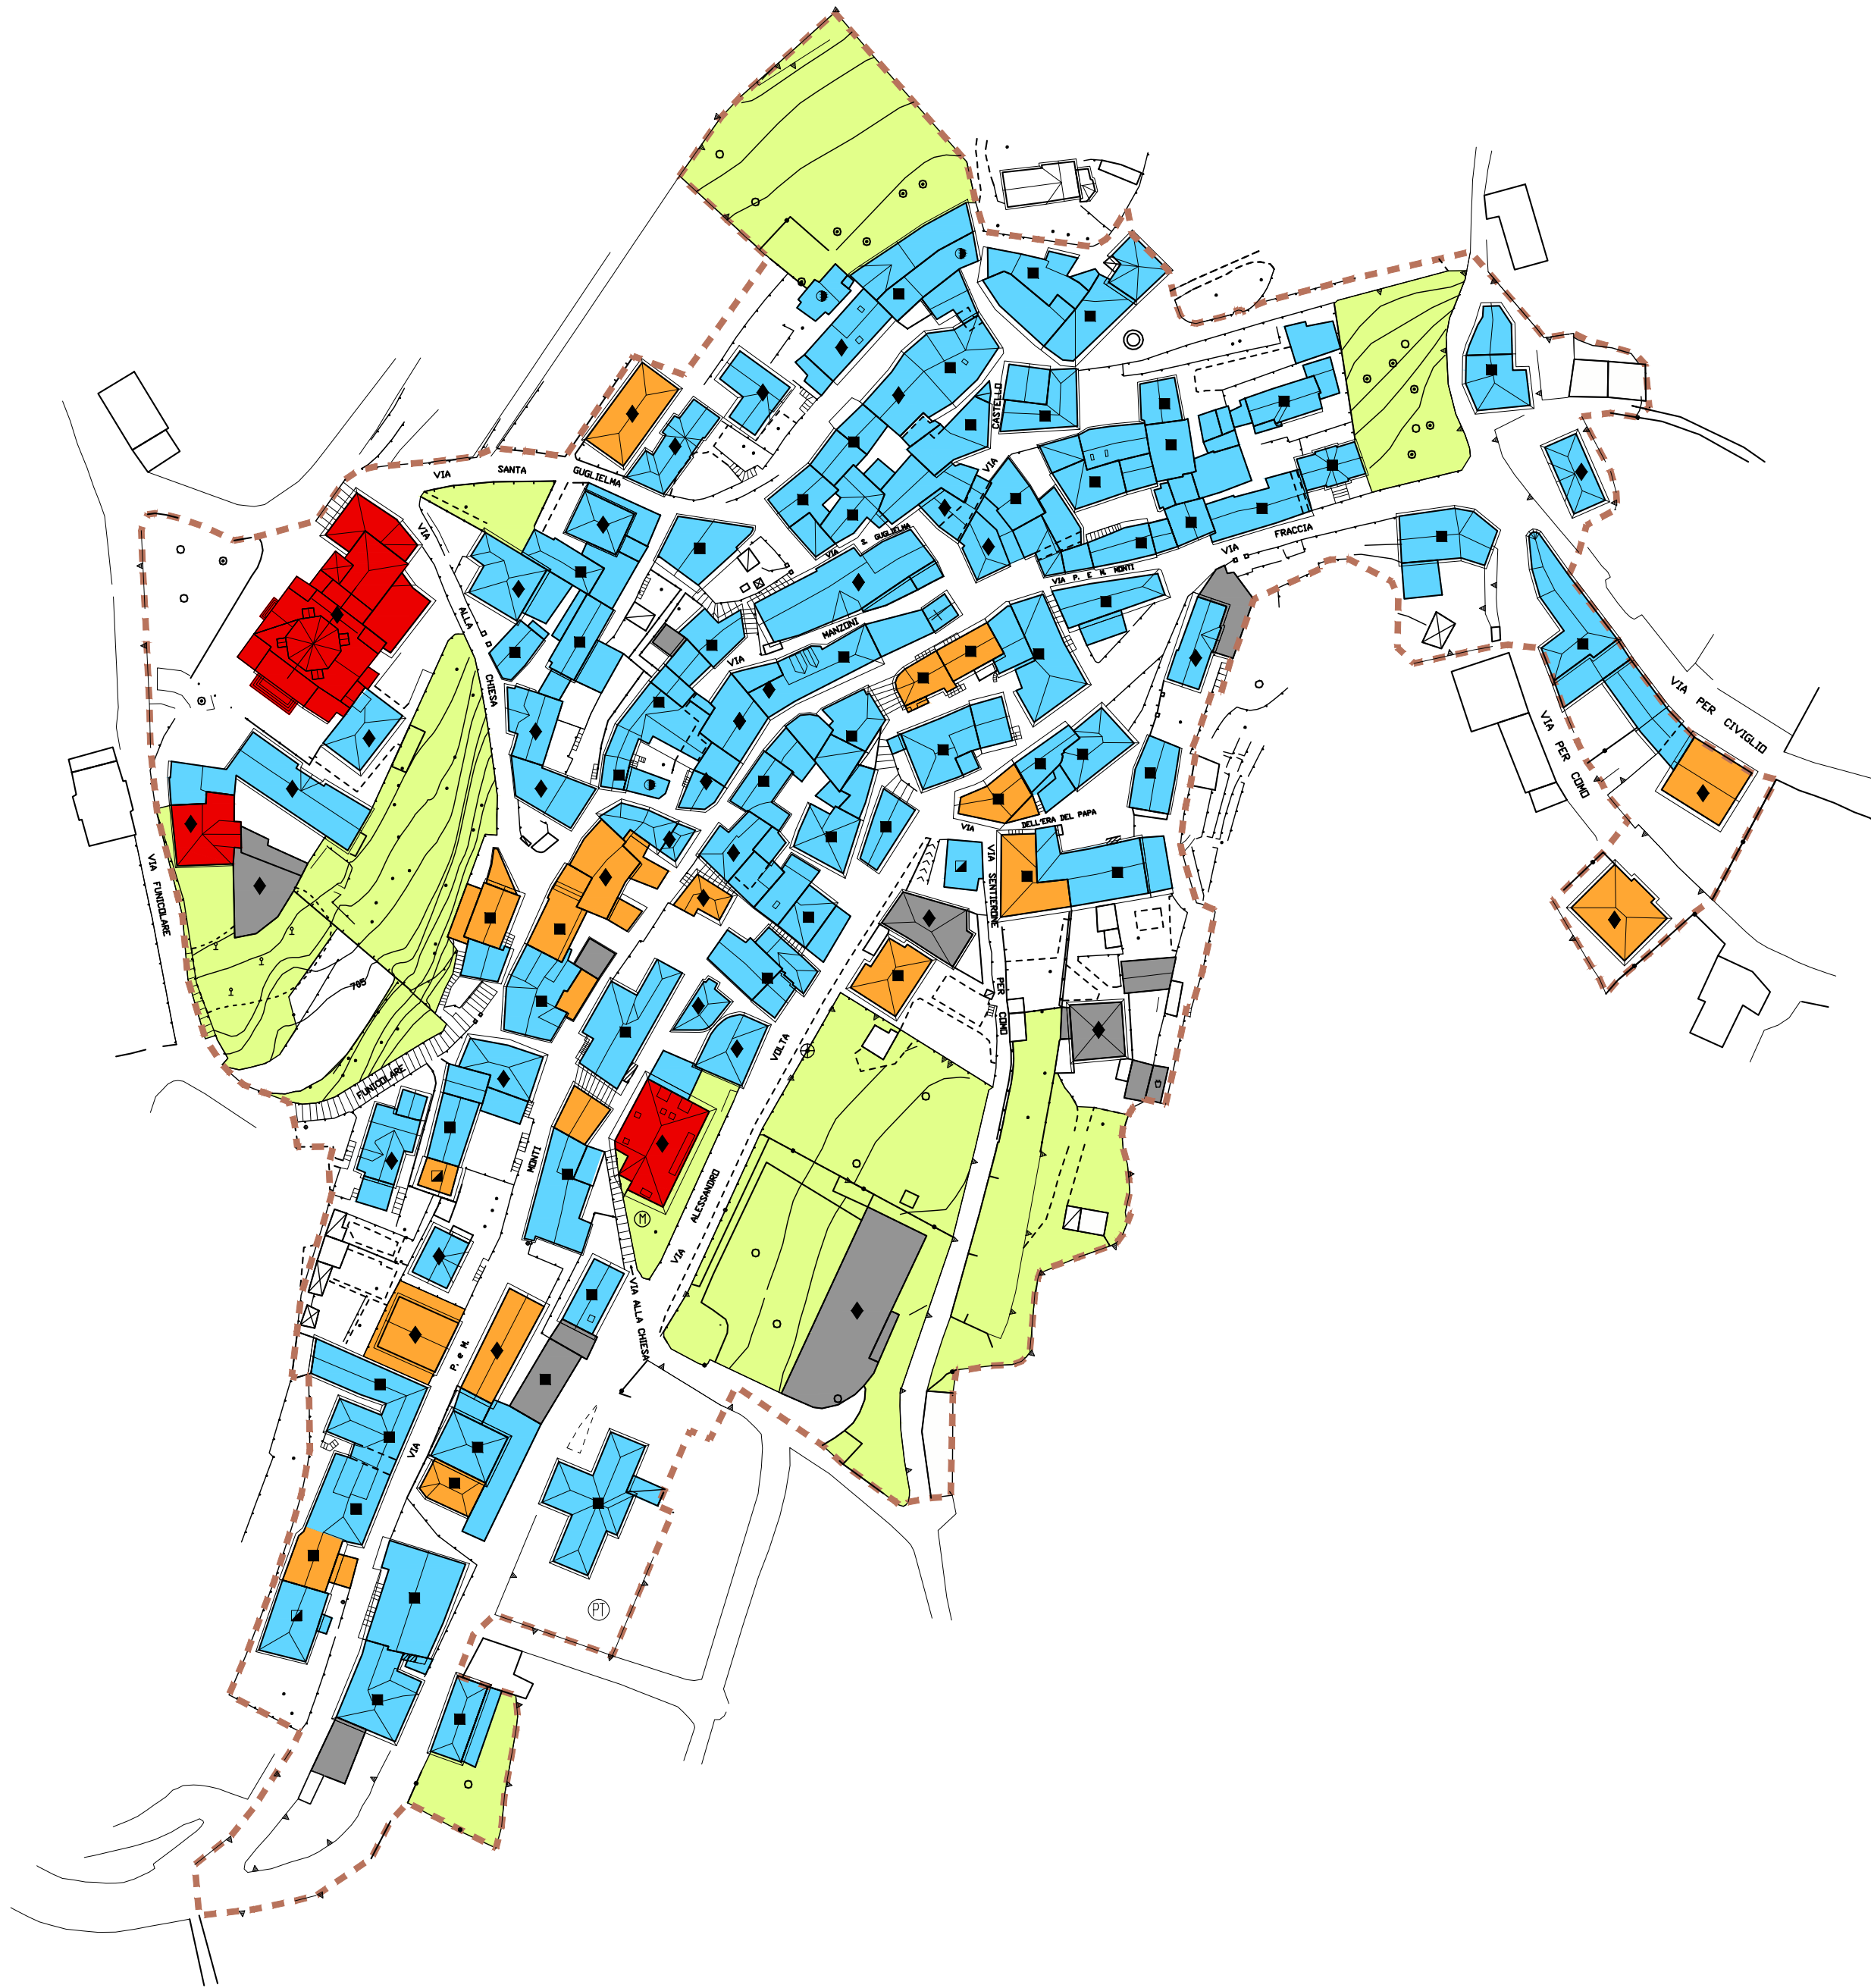 CASTELLO
VIA
VIA SANTA GUGLIELMA
VIA ALLA CHIESA
VIA S. GUGLIELMA
VIA FRACCIA
VIA P. E M. MONTI
VIA MANZONI
VIA PER CIVIGLIO
VIA PER COMO
VIA DELL'ERA DEL PAPA
VIA SENTIERONE PER COMO
VIA FUNICOLARE
705
FUNICOLARE
VIA ALESSANDRO VOLTA
M
VIA P. e M. MONTI
VIA ALLA CHIESA
PT